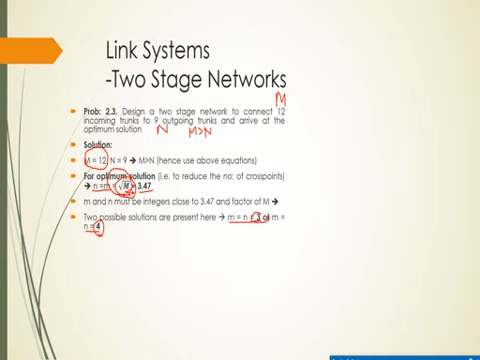 Link Systems
-Two Stage Networks
M
Prob: 2.3. Design a two stage network to connect 12
incoming trunks to 9 outgoing trunks and arrive at the
optimum solution
N M>N
Solution:
M = 12, N = 9 → M>N (hence use above equations)
For optimum solution (i.e. to reduce the no: of crosspoints)
→ n =m = √M = 3.47
m and n must be integers close to 3.47 and factor of M →
Two possible solutions are present here → m = n = 3 or m =
n = 4